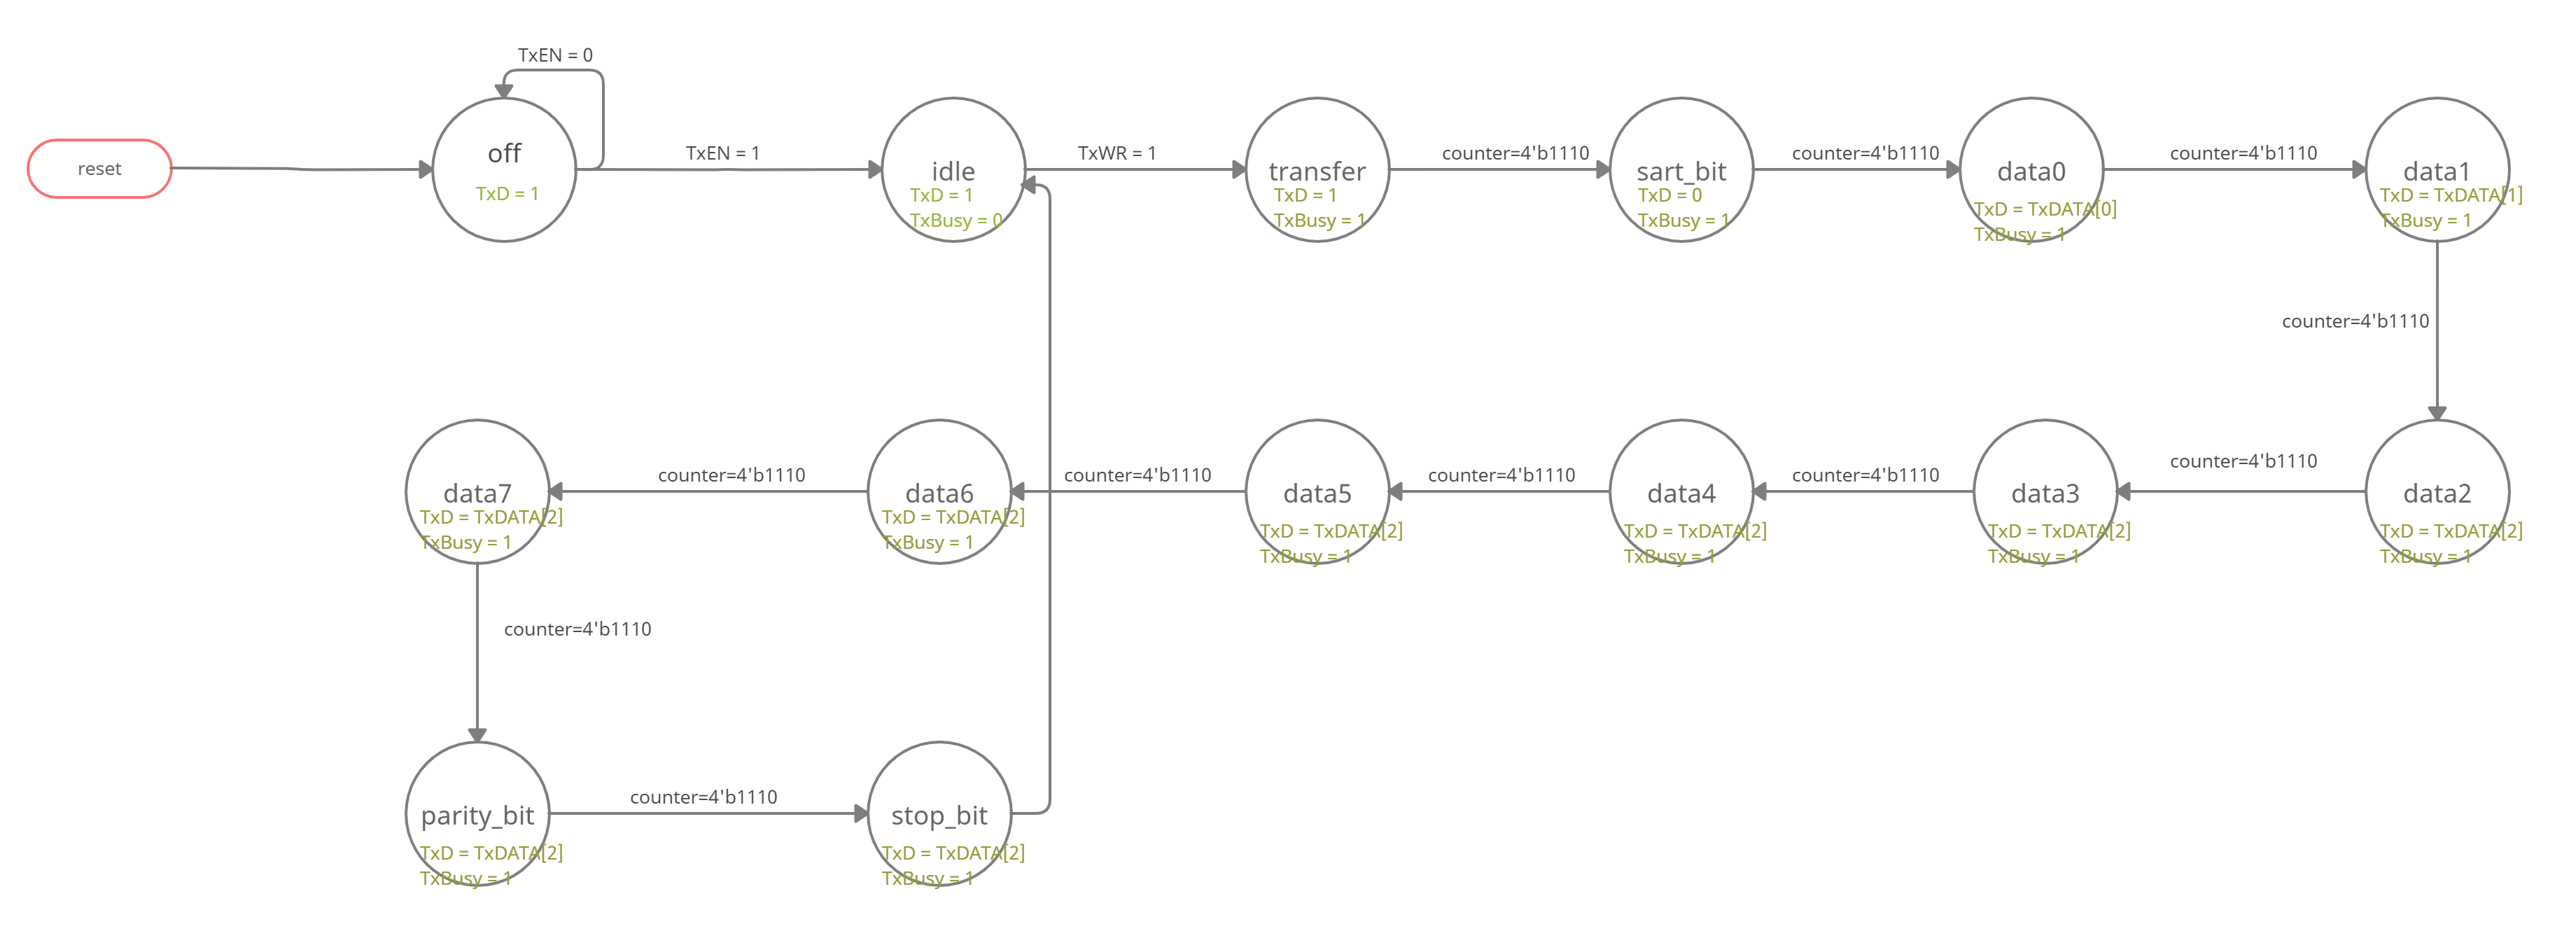 TxEN = 0
reset
off
TxD = 1
TxEN = 1
idle
TxD = 1
TxBusy = 0
TxWR = 1
transfer
TxD = 1
TxBusy = 1
counter=4'b1110
sart_bit
TxD = 0
TxBusy = 1
counter=4'b1110
data0
TxD = TxDATA[0]
TxBusy = 1
counter=4'b1110
data1
TxD = TxDATA[1]
TxBusy = 1
counter=4'b1110
data2
TxD = TxDATA[2]
TxBusy = 1
counter=4'b1110
data3
TxD = TxDATA[2]
TxBusy = 1
counter=4'b1110
data4
TxD = TxDATA[2]
TxBusy = 1
counter=4'b1110
data5
TxD = TxDATA[2]
TxBusy = 1
counter=4'b1110
data6
TxD = TxDATA[2]
TxBusy = 1
counter=4'b1110
data7
TxD = TxDATA[2]
TxBusy = 1
counter=4'b1110
parity_bit
TxD = TxDATA[2]
TxBusy = 1
counter=4'b1110
stop_bit
TxD = TxDATA[2]
TxBusy = 1